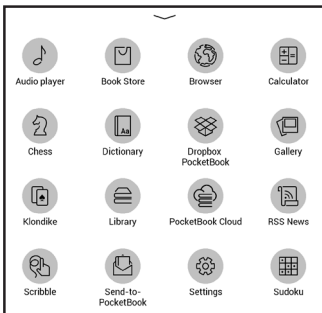 Audio player Book Store Browser Calculator
Chess Dictionary Dropbox PocketBook Gallery
Klondike Library PocketBook Cloud RSS News
Scribble Send-to-PocketBook Settings Sudoku